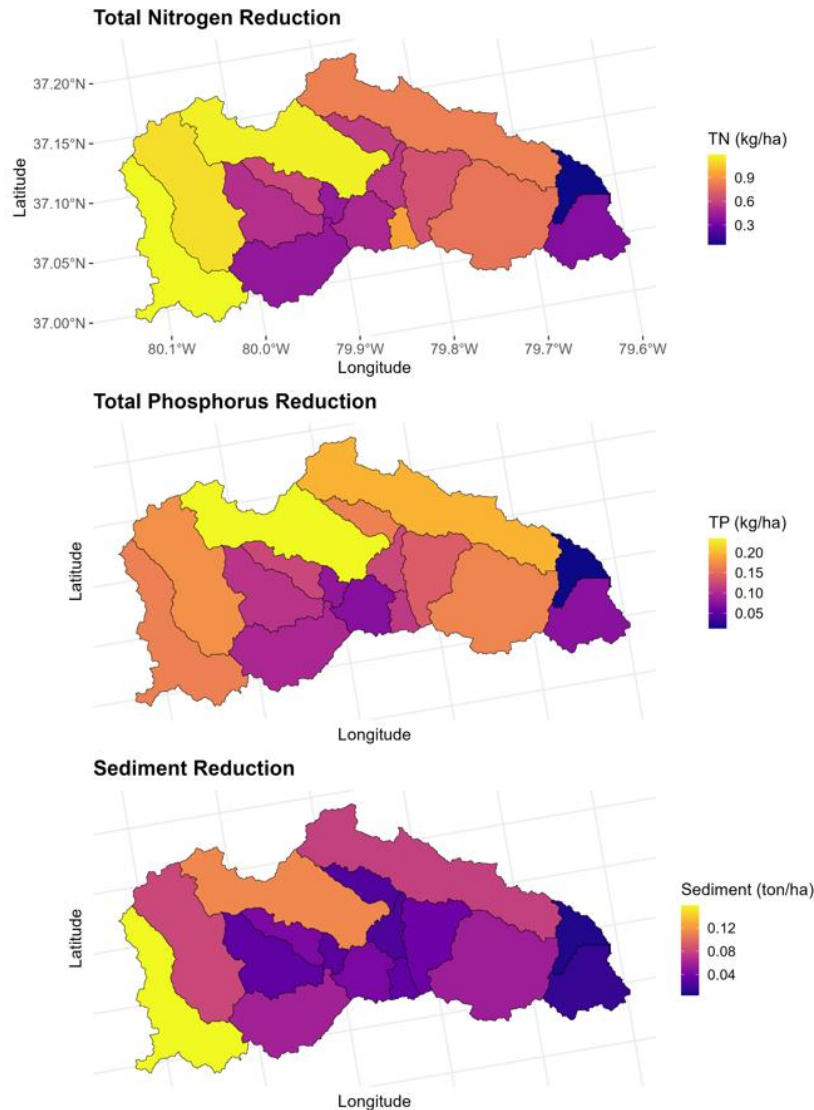 Total Nitrogen Reduction
37.20°N
37.15°N
37.10°N
37.05°N
37.00°N
Latitude
80.1°W 80.0°W 79.9°W 79.8°W 79.7°W 79.6°W
Longitude
TN (kg/ha)
0.9
0.6
0.3
Total Phosphorus Reduction
Latitude
Longitude
TP (kg/ha)
0.20
0.15
0.10
0.05
Sediment Reduction
Latitude
Longitude
Sediment (ton/ha)
0.12
0.08
0.04